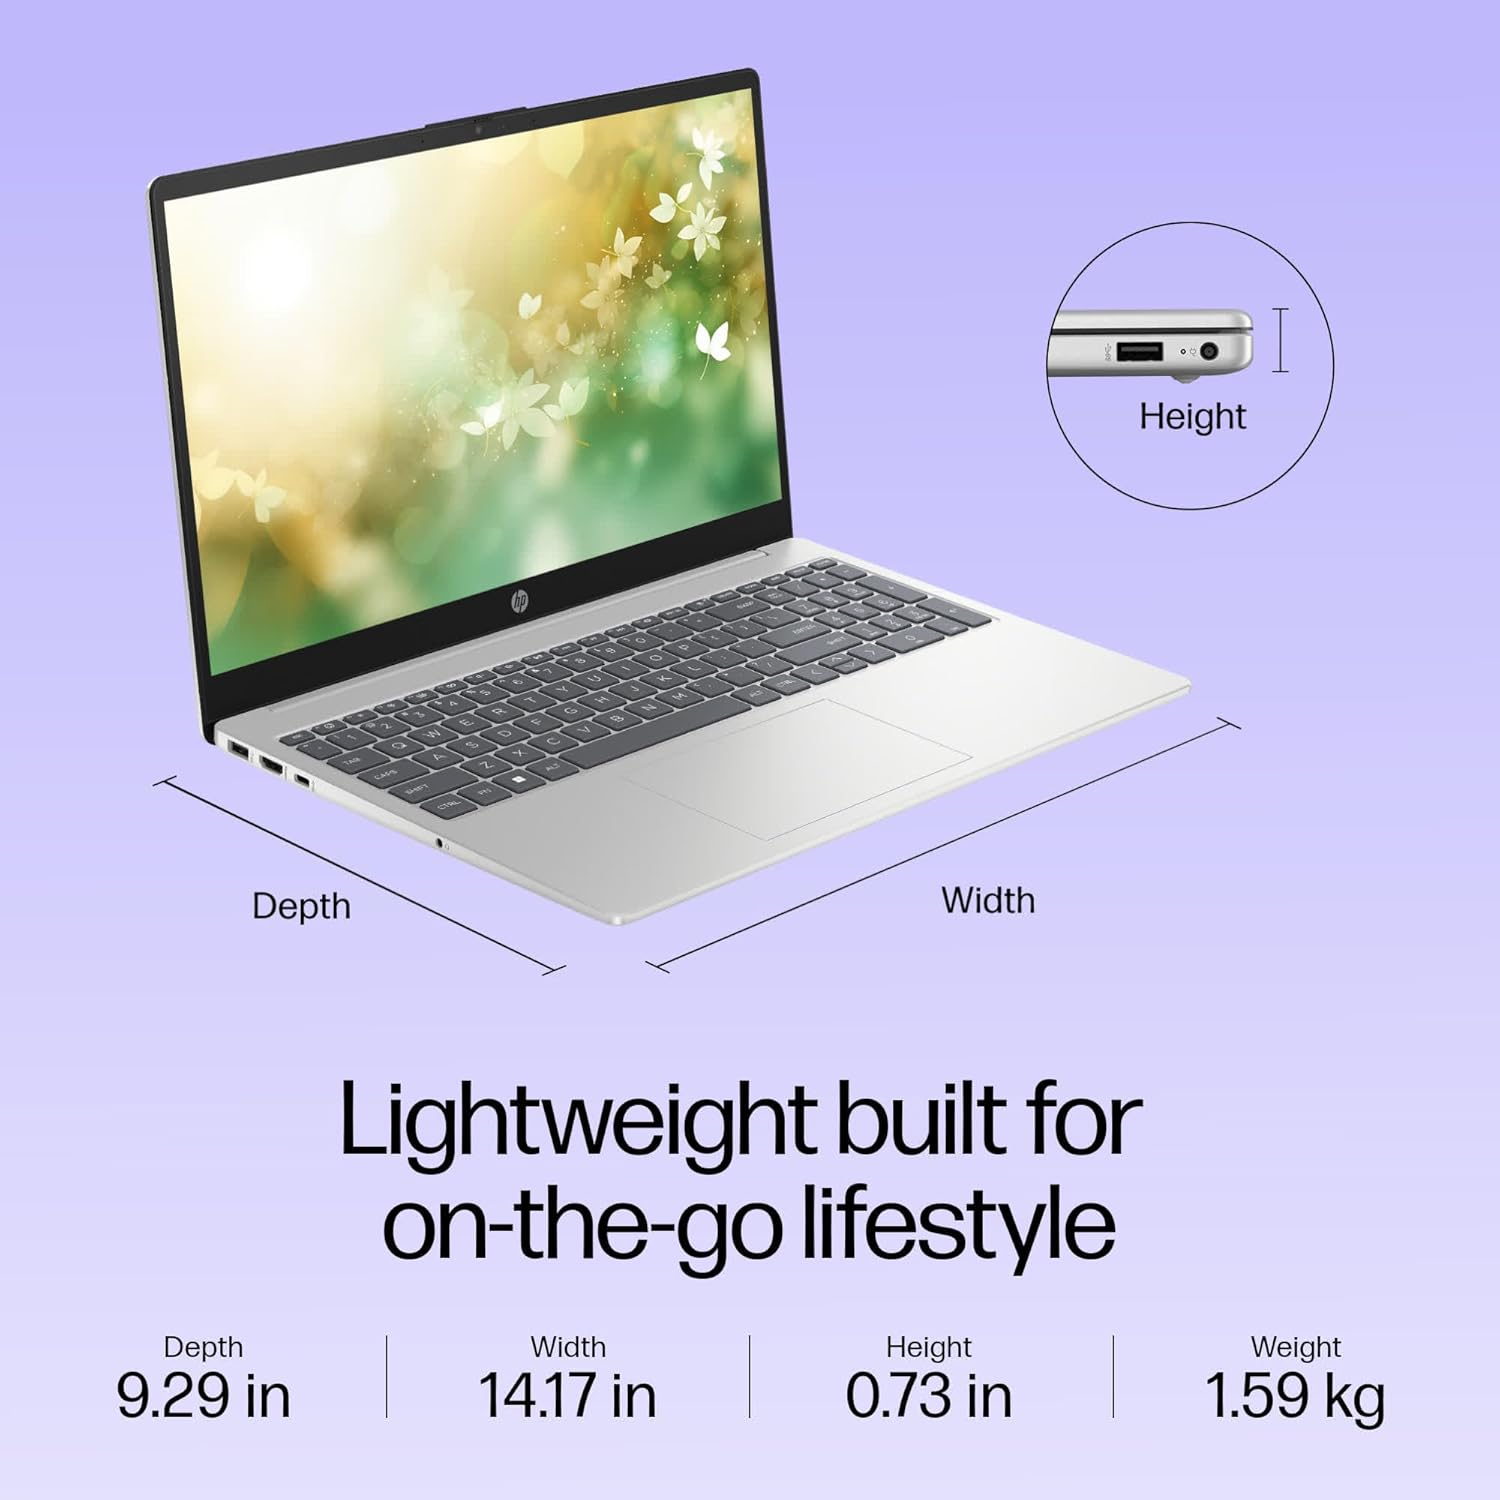 hp
Height
Depth
Width
Lightweight built for
on-the-go lifestyle
Depth
9.29 in
Width
14.17 in
Height
0.73 in
Weight
1.59 kg